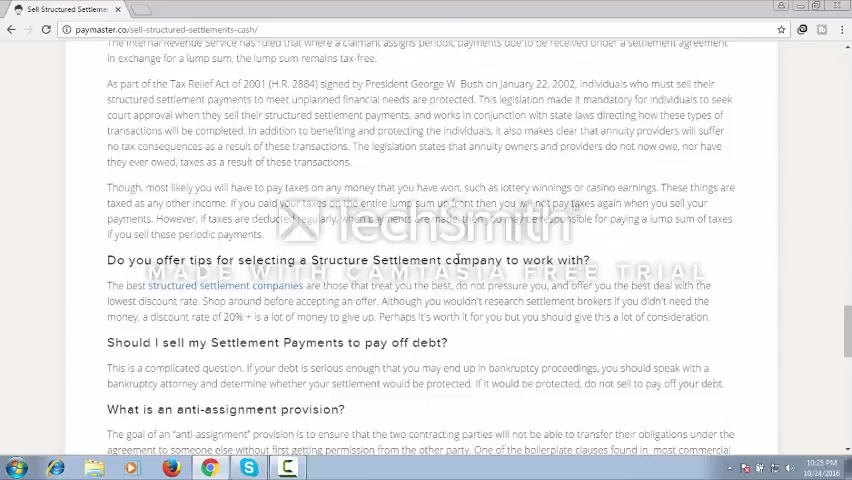 Sell Structured Settlemen
paymaster.co/sell-structured-settlements-cash/
The Internal Revenue Service has ruled that where a claimant assigns periodic payments due to be received under a settlement agreement
in exchange for a lump sum, the lump sum remains tax-free.
As part of the Tax Relief Act of 2001 (H.R. 2884) signed by President George W. Bush on January 22, 2002, individuals who must sell their
structured settlement payments to meet unplanned financial needs are protected. This legislation made it mandatory for individuals to seek
court approval when they sell their structured settlement payments, and works in conjunction with state laws directing how these types of
transactions will be completed. In addition to benefiting and protecting the individuals, it also makes clear that annuity providers will suffer
no tax consequences as a result of these transactions. The legislation states that annuity owners and providers do not now owe, nor have
they ever owed, taxes as a result of these transactions.
Though, most likely you will have to pay taxes on any money that you have won, such as lottery winnings or casino earnings. These things are
taxed as any other income. If you paid your taxes on the entire lump sum up front then you will not pay taxes again when you sell your
payments. However, if taxes are deducted regularly, when payments are made, then you may be responsible for paying a lump sum of taxes
if you sell these periodic payments.
TechSmith
Do you offer tips for selecting a Structure Settlement company to work with?
MADE WITH CAMTASIA FREE TRIAL
The best structured settlement companies are those that treat you the best, do not pressure you, and offer you the best deal with the
lowest discount rate. Shop around before accepting an offer. Although you wouldn't research settlement brokers if you didn't need the
money, a discount rate of 20% + is a lot of money to give up. Perhaps it's worth it for you but you should give this a lot of consideration.
Should I sell my Settlement Payments to pay off debt?
This is a complicated question. If your debt is serious enough that you may end up in bankruptcy proceedings, you should speak with a
bankruptcy attorney and determine whether your settlement would be protected. If it would be protected, do not sell to pay off your debt.
What is an anti-assignment provision?
The goal of an "anti-assignment" provision is to ensure that the two contracting parties will not be able to transfer their obligations under the
agreement to someone else without first getting permission from the other party. One of the boilerplate clauses found in most commercial
10:25 PM
10/24/2016